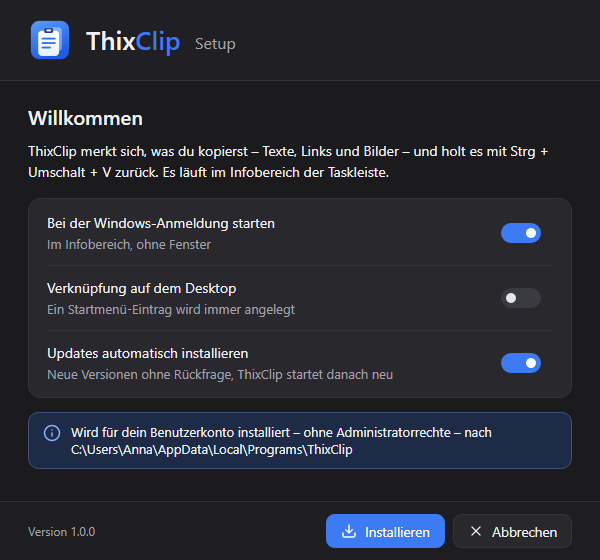 ThixClip Setup
Willkommen
ThixClip merkt sich, was du kopierst – Texte, Links und Bilder – und holt es mit Strg +
Umschalt + V zurück. Es läuft im Infobereich der Taskleiste.
Bei der Windows-Anmeldung starten
Im Infobereich, ohne Fenster
Verknüpfung auf dem Desktop
Ein Startmenü-Eintrag wird immer angelegt
Updates automatisch installieren
Neue Versionen ohne Rückfrage, ThixClip startet danach neu
Wird für dein Benutzerkonto installiert – ohne Administratorrechte – nach
C:\Users\Anna\AppData\Local\Programs\ThixClip
Version 1.0.0
Installieren
Abbrechen